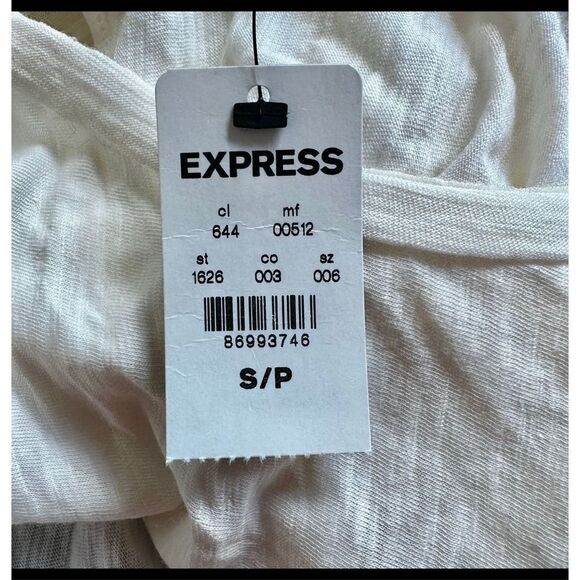 EXPRESS
cl mf
644 00512
st co sz
1626 003 006
86993746
S/P